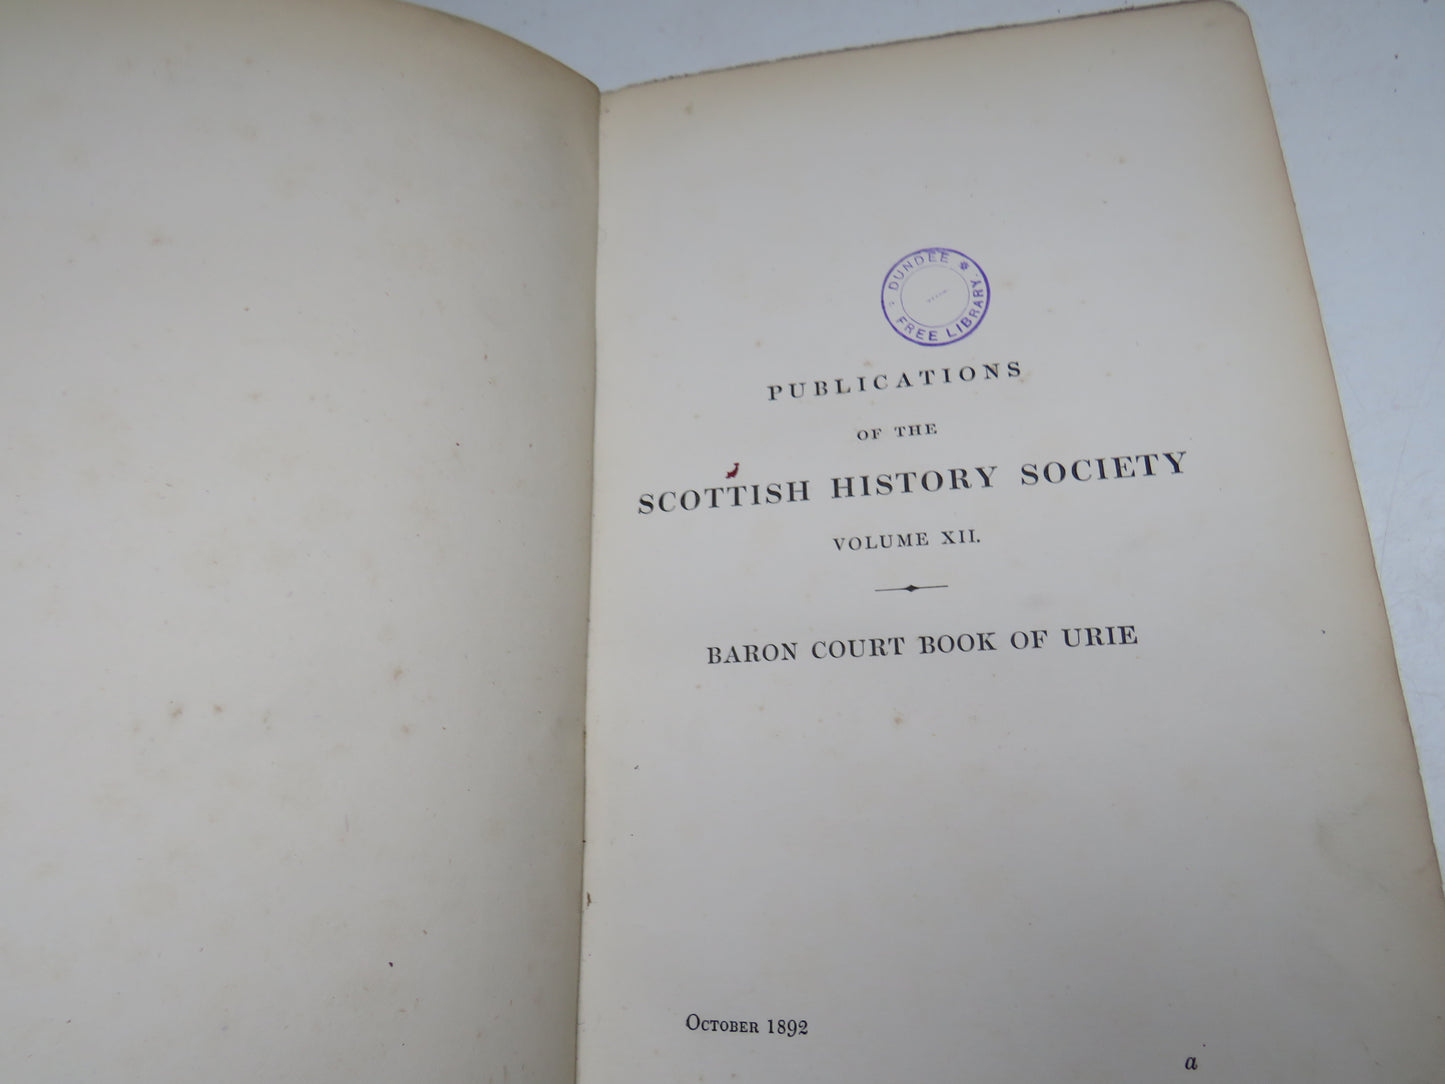 DUNDEE
FREE LIBRARY.
PUBLICATIONS
OF THE
SCOTTISH HISTORY SOCIETY
VOLUME XII.
BARON COURT BOOK OF URIE
OCTOBER 1892
a